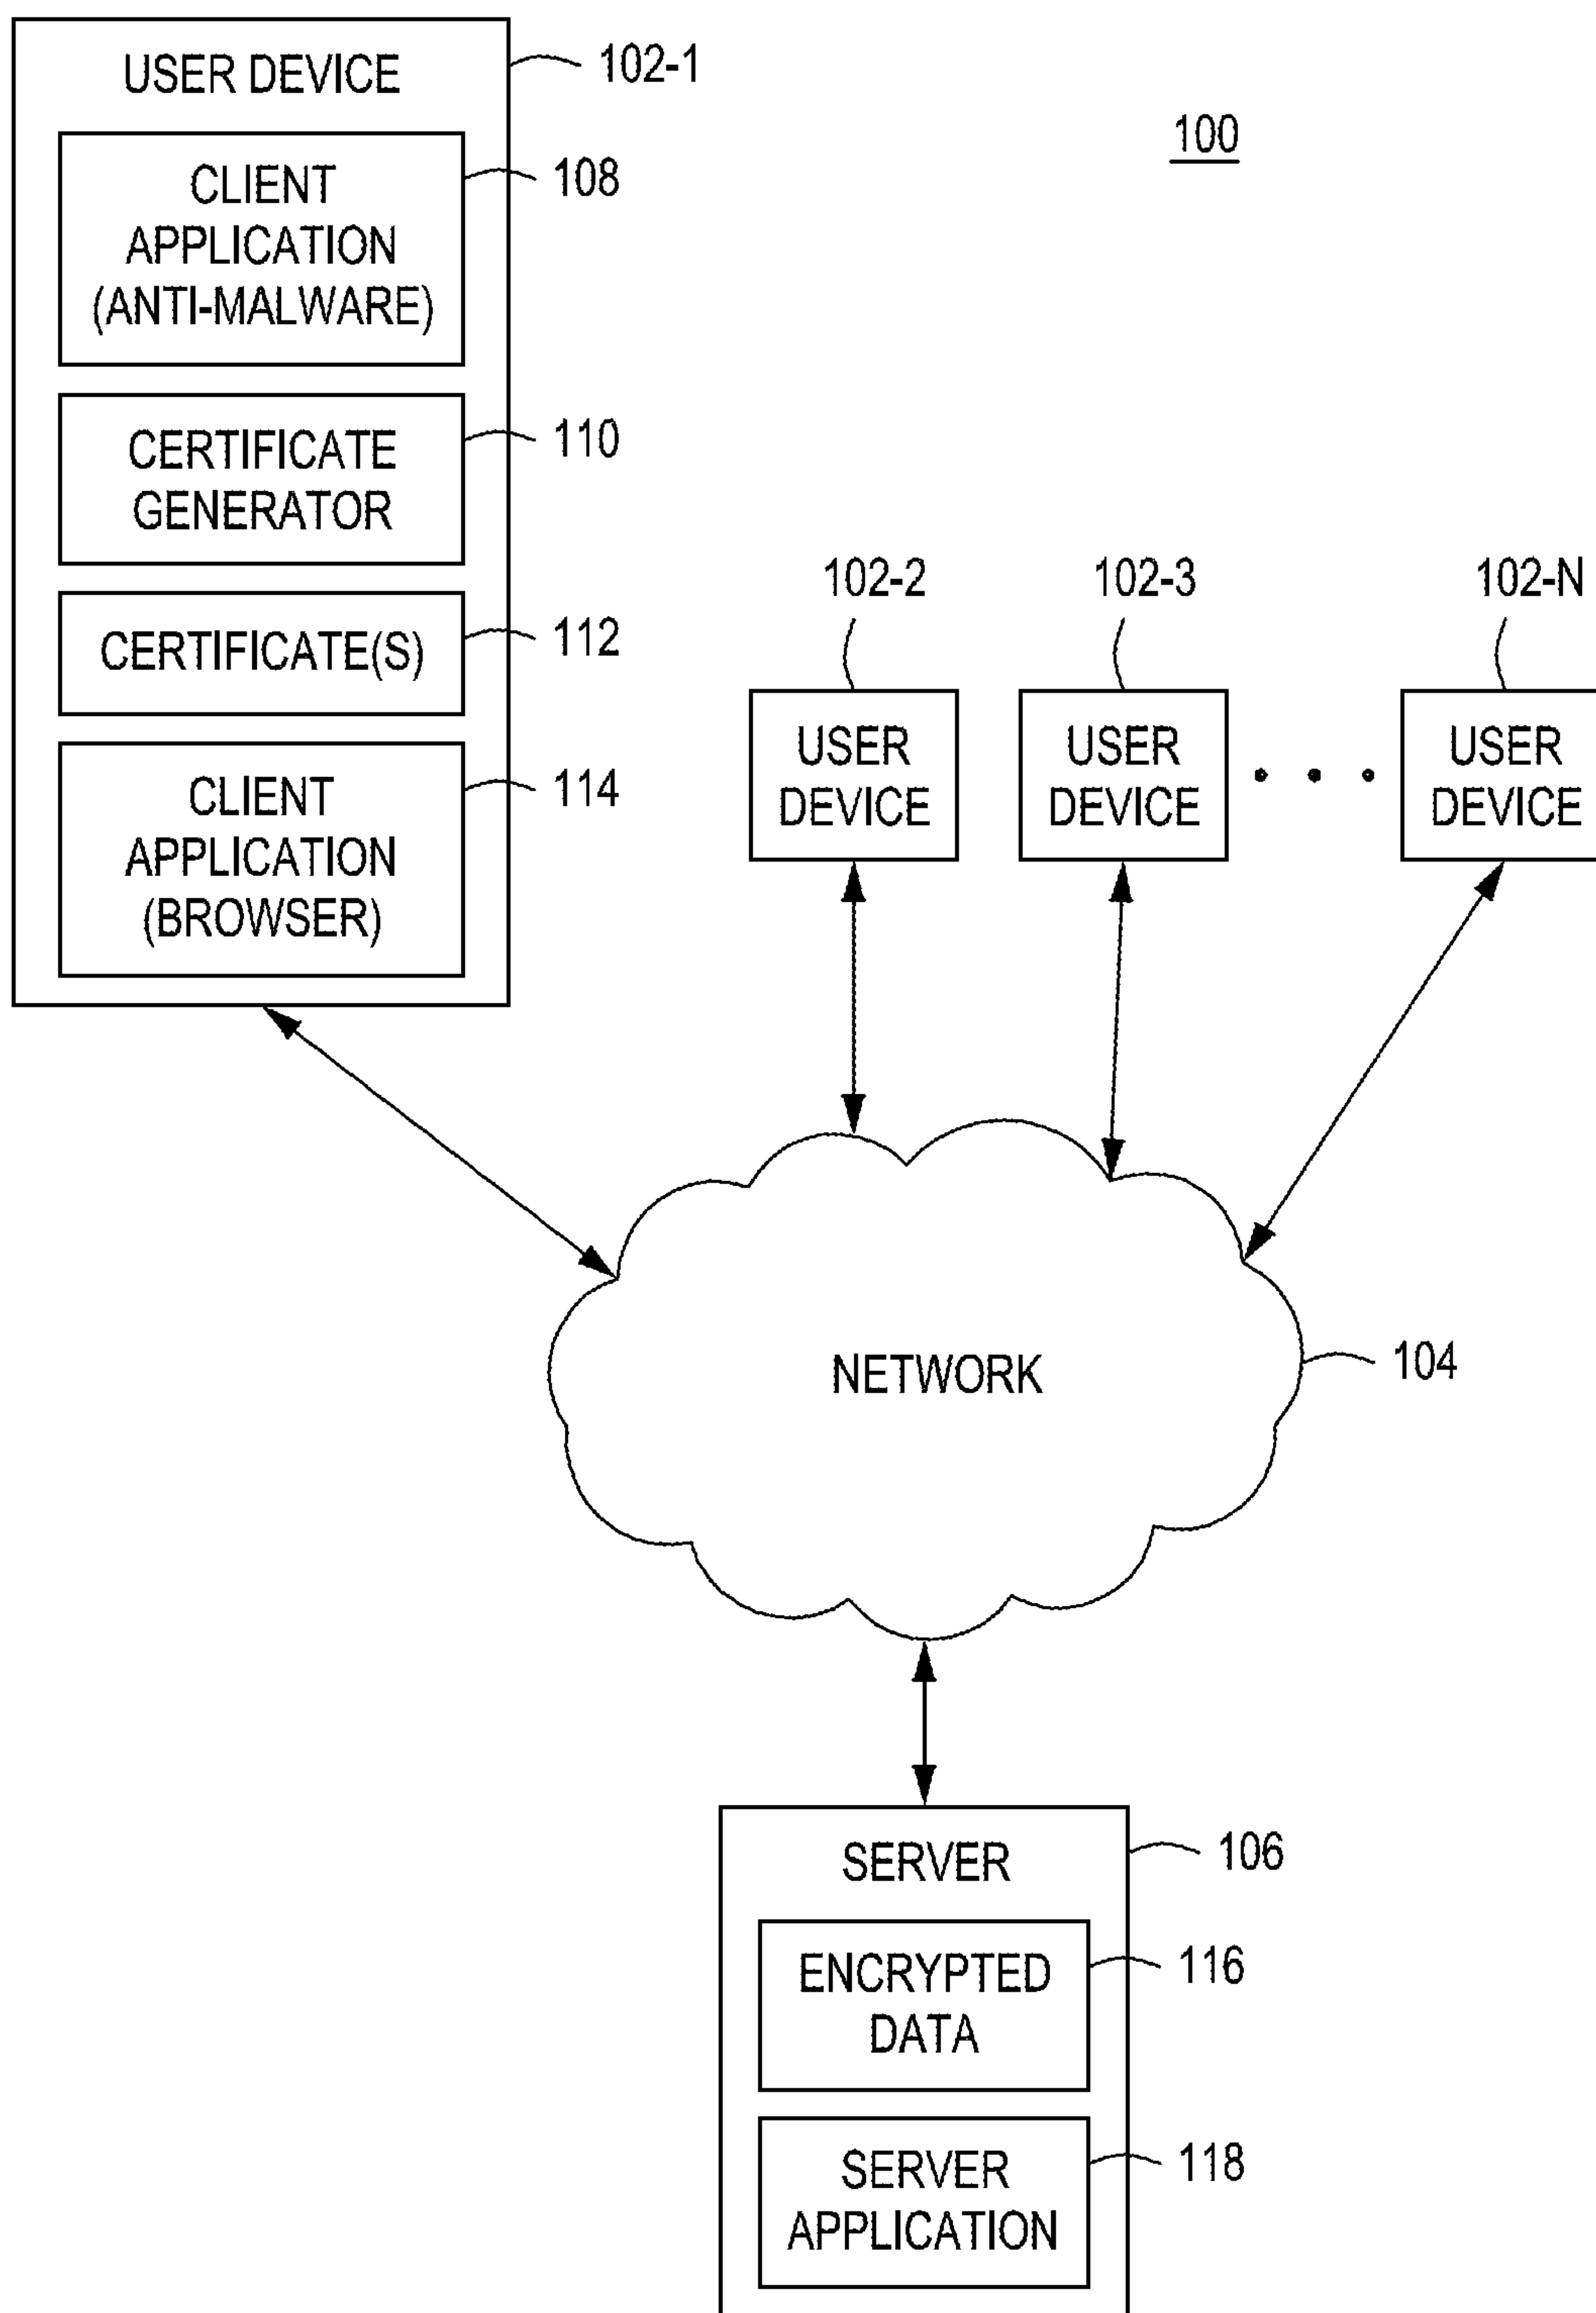 USER DEVICE
102-1
100
CLIENT
APPLICATION
(ANTI-MALWARE)
108
CERTIFICATE
GENERATOR
110
CERTIFICATE(S)
112
CLIENT
APPLICATION
(BROWSER)
114
102-2
102-3
102-N
USER
DEVICE
USER
DEVICE
USER
DEVICE
NETWORK
104
SERVER
106
ENCRYPTED
DATA
116
SERVER
APPLICATION
118